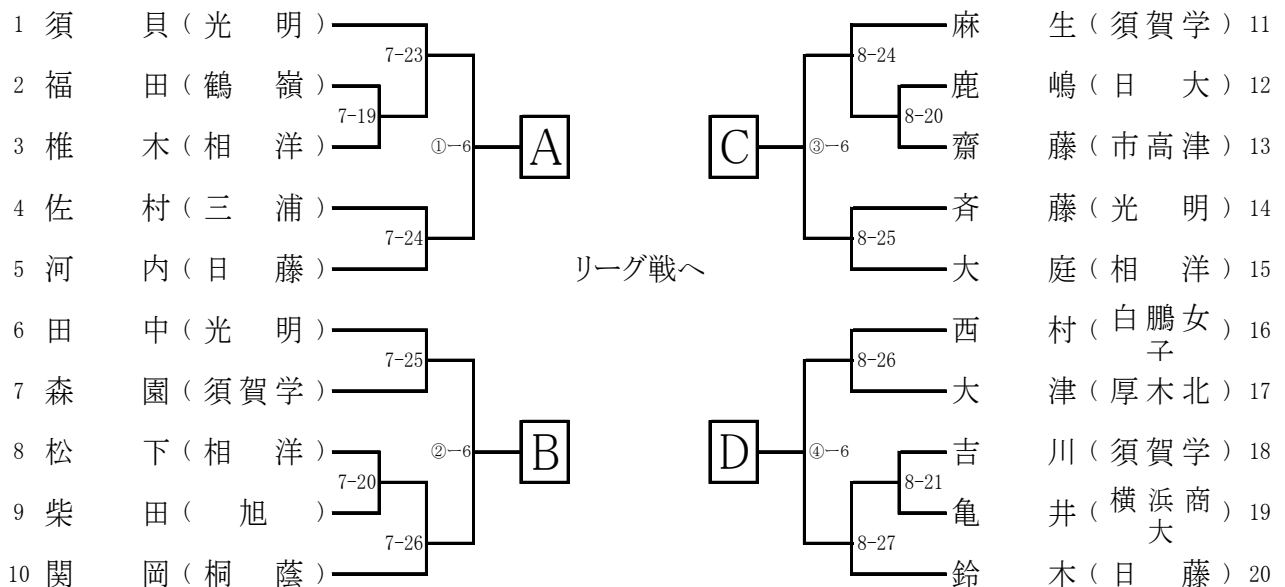 1 須 貝 ( 光 明 ) 7-23 8-24 麻 生 ( 須賀学 ) 11
2 福 田 ( 鶴 嶺 ) 7-19 8-20 鹿 嶋 ( 日 大 ) 12
3 椎 木 ( 相 洋 ) ①-6 A C ③-6 齋 藤 ( 市高津 ) 13
4 佐 村 ( 三 浦 ) 7-24 8-25 斉 藤 ( 光 明 ) 14
5 河 内 ( 日 藤 ) リーグ戦へ 大 庭 ( 相 洋 ) 15
6 田 中 ( 光 明 ) 7-25 8-26 西 村 ( 白鵬女子 ) 16
7 森 園 ( 須賀学 ) 大 津 ( 厚木北 ) 17
8 松 下 ( 相 洋 ) 7-20 ②-6 B D ④-6 8-21 吉 川 ( 須賀学 ) 18
9 柴 田 ( 旭 ) 7-26 8-27 亀 井 ( 横浜商大 ) 19
10 関 岡 ( 桐 蔭 ) 鈴 木 ( 日 藤 ) 20